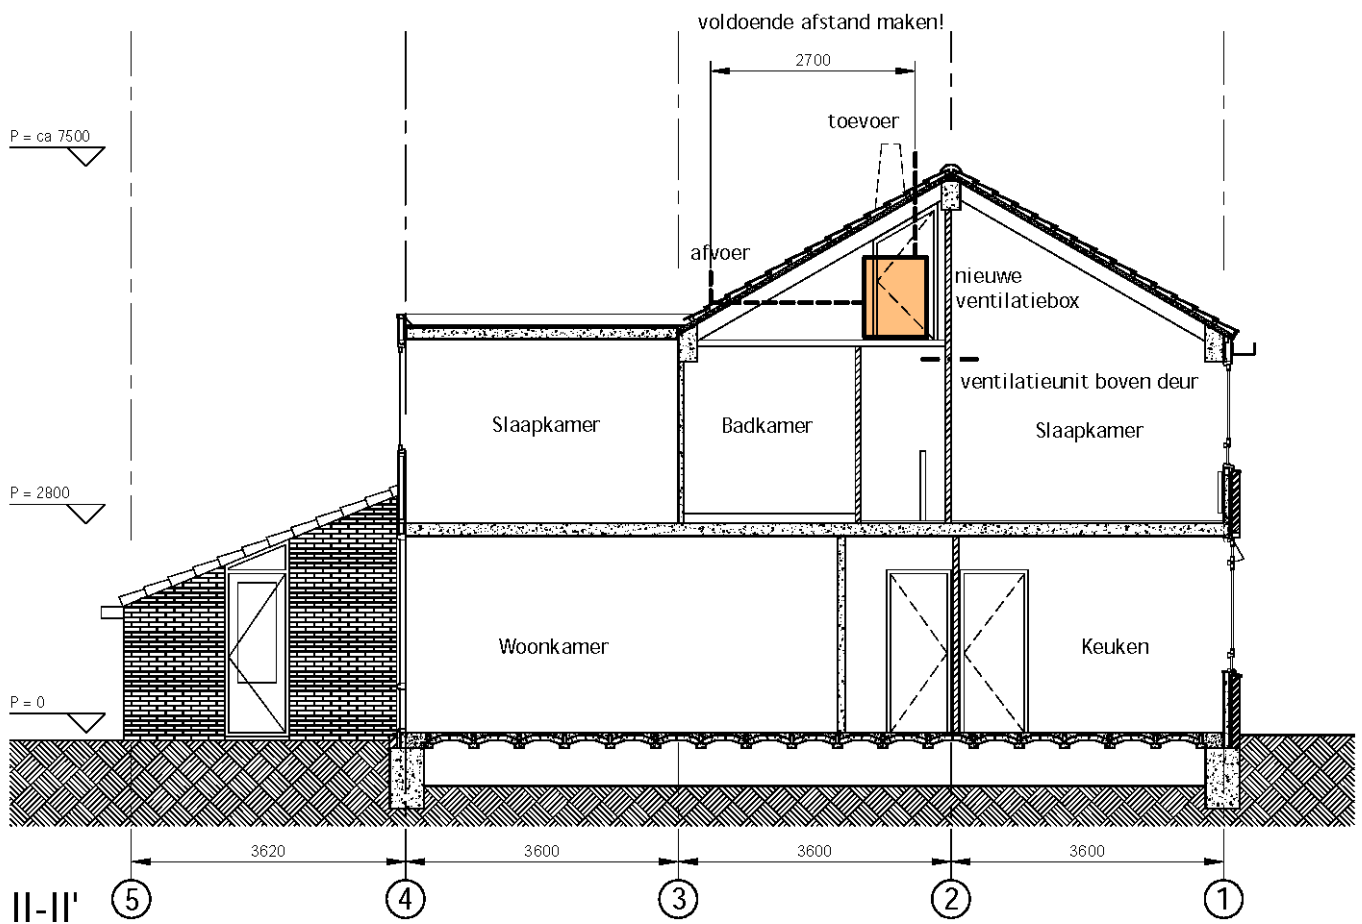 voldoende afstand maken!
2700
P = ca 7500
toevoer
afvoer
nieuwe
ventilatiebox
ventilatieunit boven deur
Slaapkamer
Badkamer
Slaapkamer
P = 2800
Woonkamer
Keuken
P = 0
3620
3600
3600
3600
II-II'
5
4
3
2
1